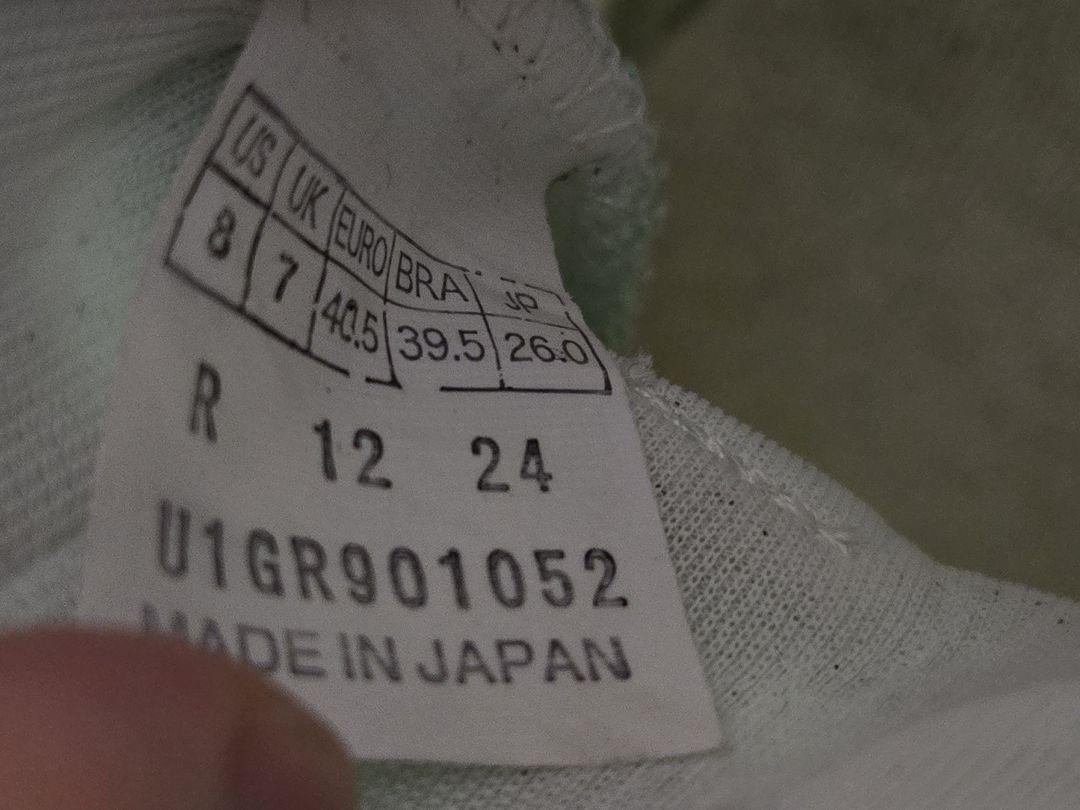 US UK EURO BRA JP
8 7 40.5 39.5 26.0
R 12 24
U1GR901052
MADE IN JAPAN